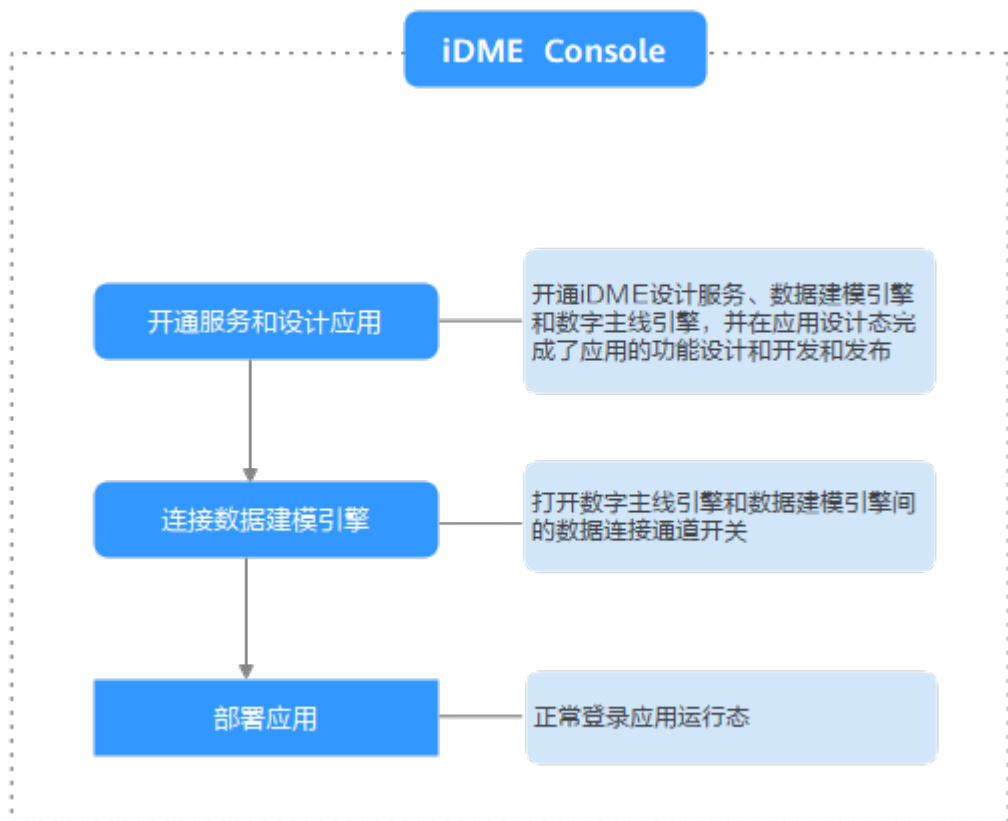 iDME Console
开通服务和设计应用
开通iDME设计服务、数据建模引擎
和数字主线引擎，并在应用设计态完
成了应用的功能设计和开发和发布
连接数据建模引擎
打开数字主线引擎和数据建模引擎间
的数据连接通道开关
部署应用
正常登录应用运行态